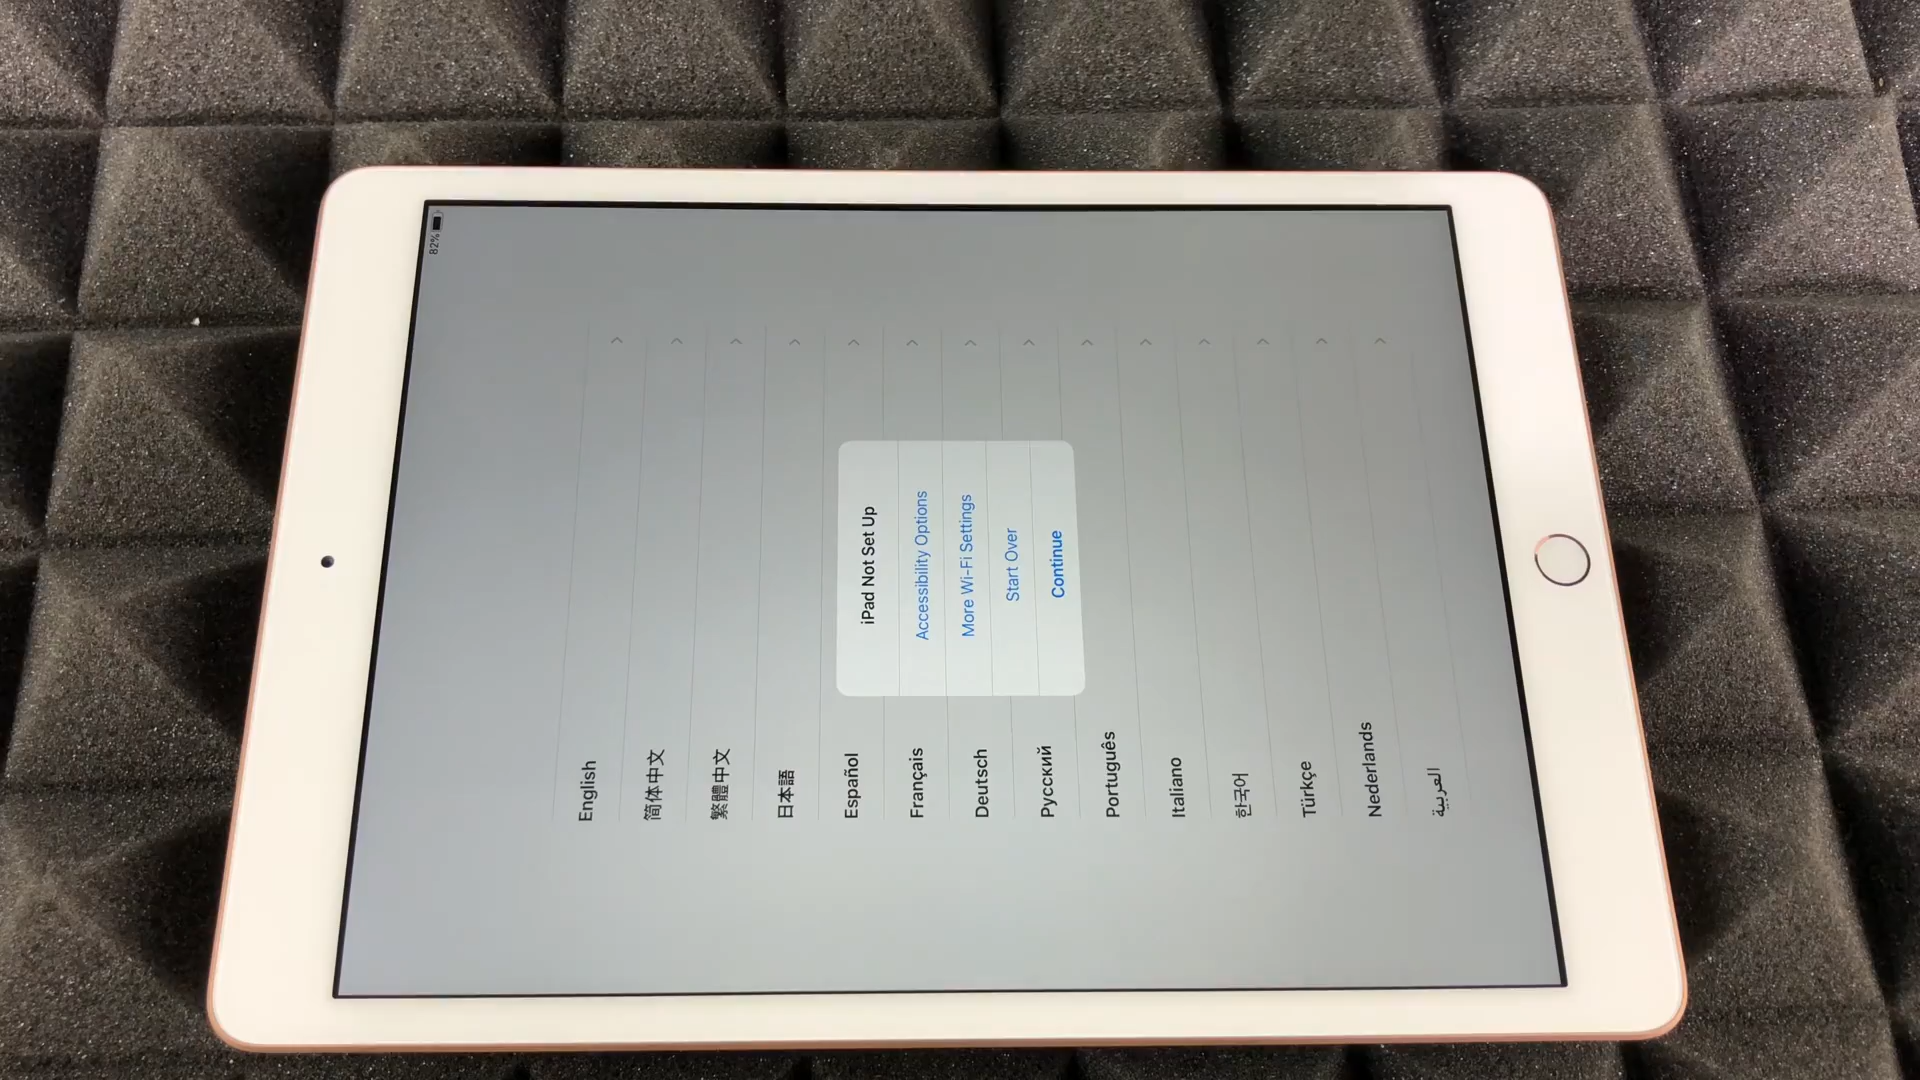 82%
iPad Not Set Up
Accessibility Options
More Wi-Fi Settings
Start Over
Continue
English
简体中文
繁體中文
日本語
Español
Français
Deutsch
Русский
Português
Italiano
한국어
Türkçe
Nederlands
العربية